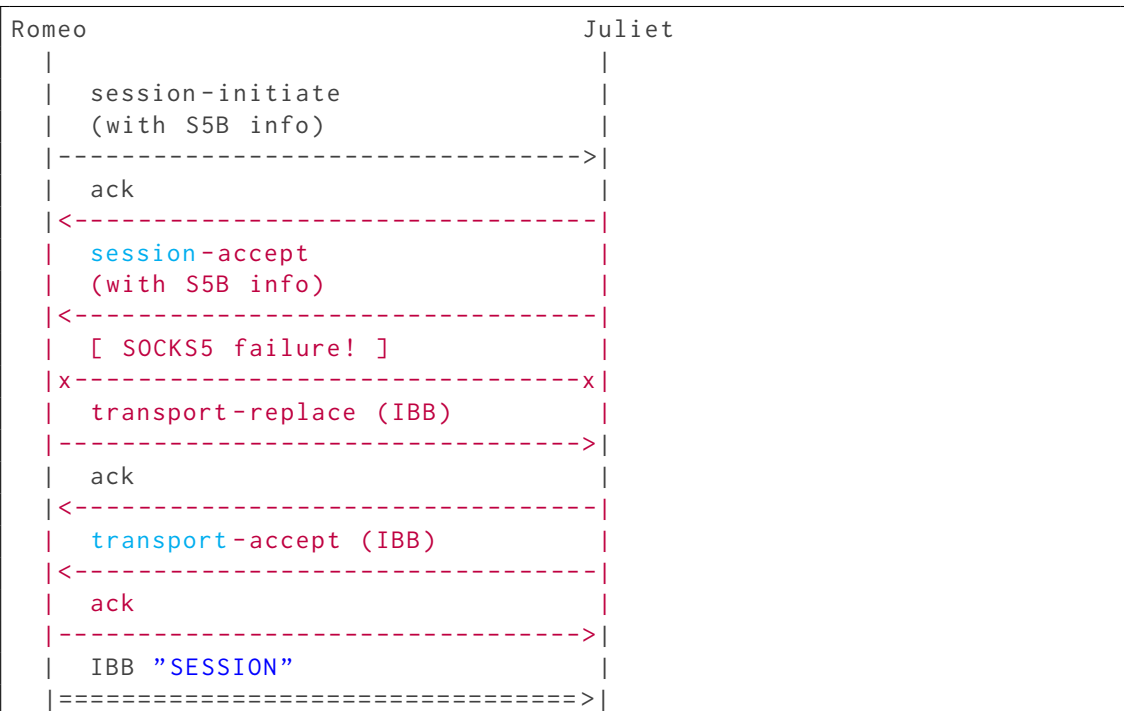 Romeo                               Juliet
  |                                  |
  |  session-initiate                |
  |  (with S5B info)                 |
  |--------------------------------->|
  |  ack                             |
  |<---------------------------------|
  |  session-accept                  |
  |  (with S5B info)                 |
  |<---------------------------------|
  |  [ SOCKS5 failure! ]             |
  |x--------------------------------x|
  |  transport-replace (IBB)         |
  |--------------------------------->|
  |  ack                             |
  |<---------------------------------|
  |  transport-accept (IBB)          |
  |<---------------------------------|
  |  ack                             |
  |--------------------------------->|
  |  IBB ”SESSION”                   |
  |=================================>|